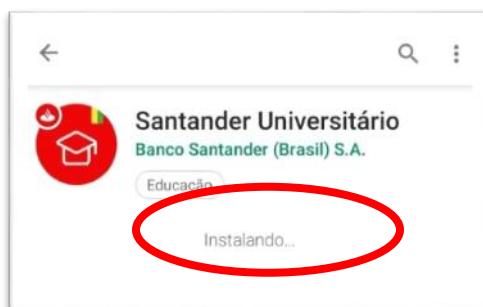 Santander Universitário
Banco Santander (Brasil) S.A.
Educação
Instalando...